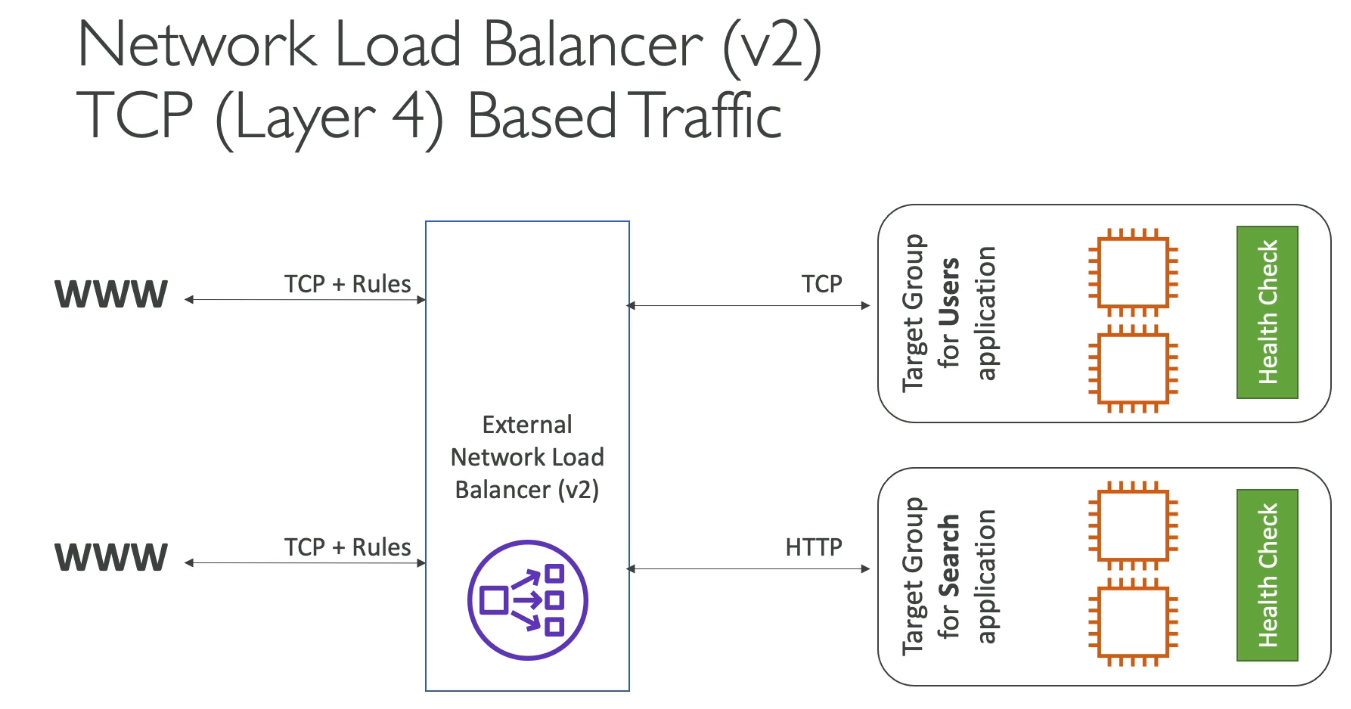 Network Load Balancer (v2)
TCP (Layer 4) Based Traffic
WWW
TCP + Rules
TCP
Target Group
for Users
application
Health Check
External
Network Load
Balancer (v2)
WWW
TCP + Rules
HTTP
Target Group
for Search
application
Health Check